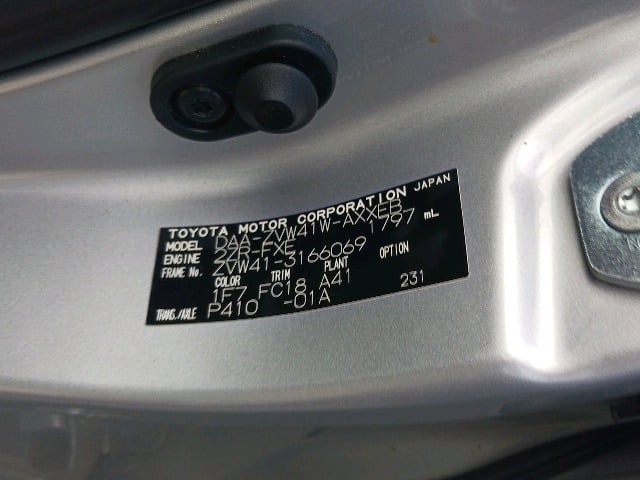 TOYOTA MOTOR CORPORATION JAPAN
MODEL DAA-ZVW41W-AXXEB
ENGINE 2ZR-FXE 1797 mL
FRAME No. ZVW41-3166069
COLOR TRIM PLANT OPTION
1F7 FC18 A41 231
TRANS./AXLE P410 -01A